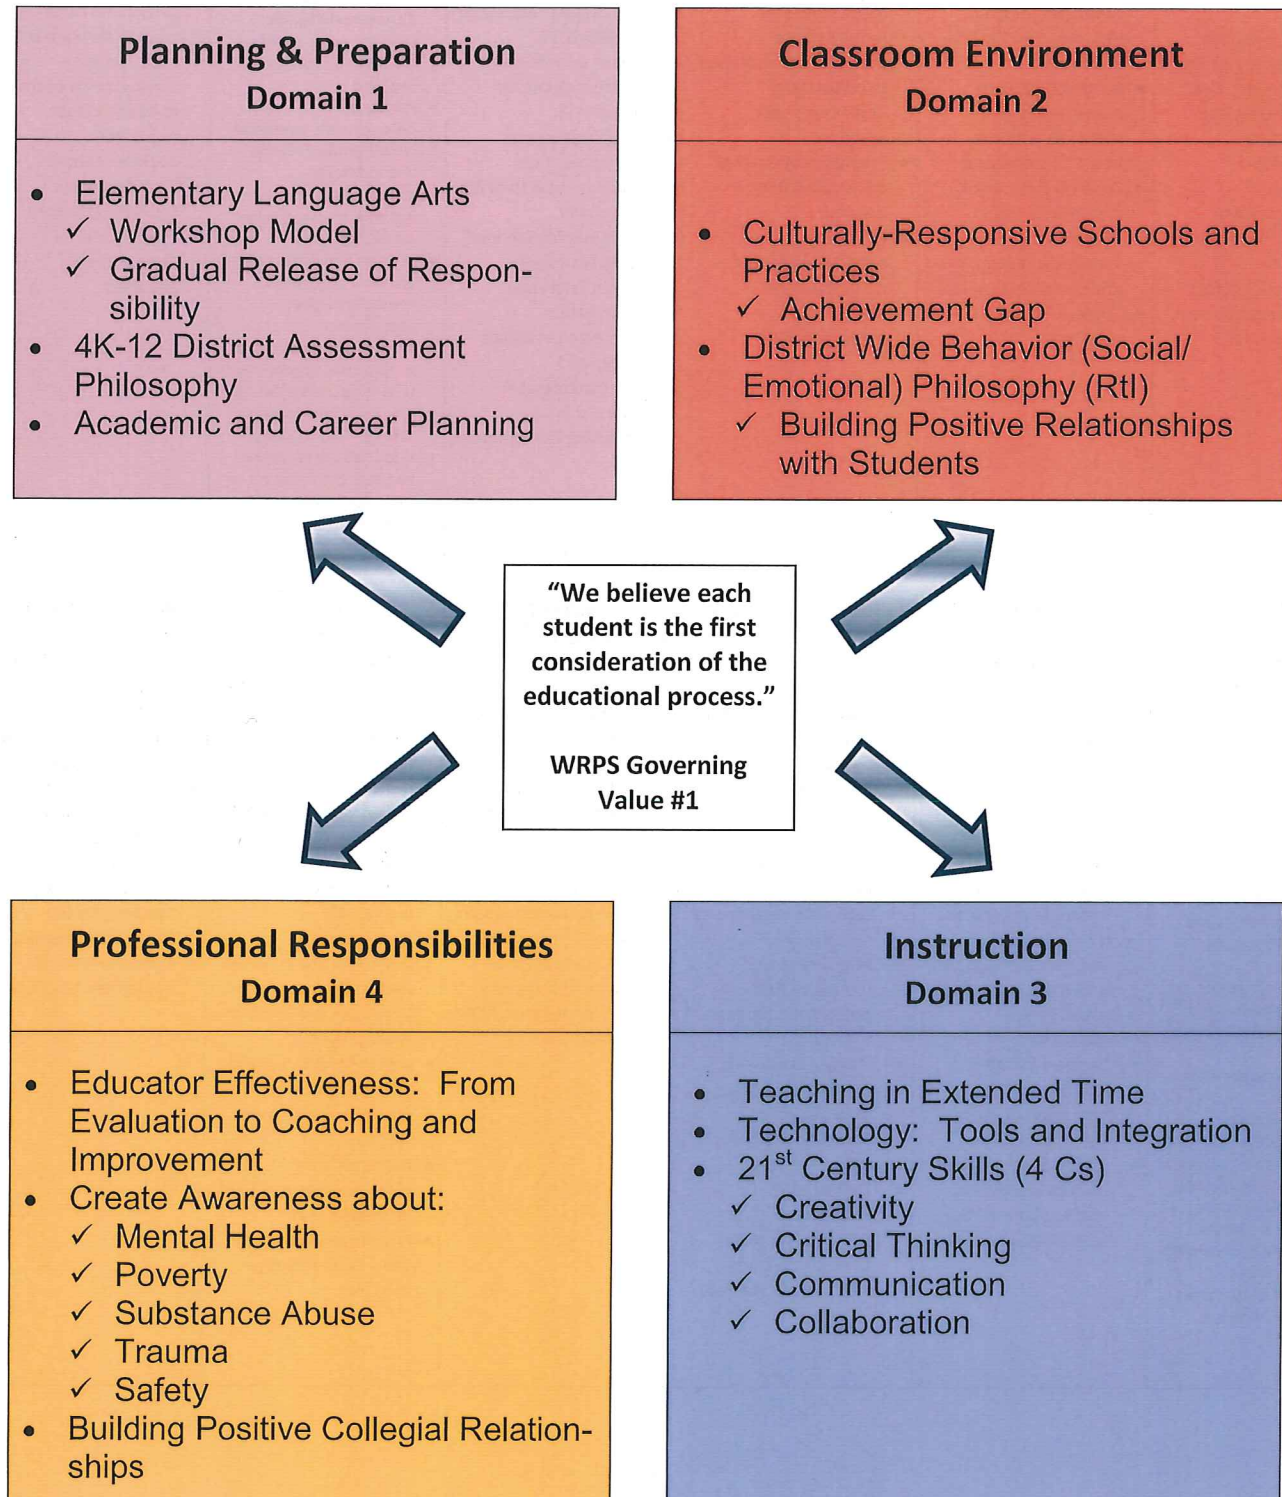 Planning & Preparation
Domain 1
• Elementary Language Arts
✓ Workshop Model
✓ Gradual Release of Respon-
sibility
• 4K-12 District Assessment
Philosophy
• Academic and Career Planning
Classroom Environment
Domain 2
• Culturally-Responsive Schools and
Practices
✓ Achievement Gap
• District Wide Behavior (Social/
Emotional) Philosophy (RtI)
✓ Building Positive Relationships
with Students
“We believe each
student is the first
consideration of the
educational process.”
WRPS Governing
Value #1
Professional Responsibilities
Domain 4
• Educator Effectiveness:  From
Evaluation to Coaching and
Improvement
• Create Awareness about:
✓ Mental Health
✓ Poverty
✓ Substance Abuse
✓ Trauma
✓ Safety
• Building Positive Collegial Relation-
ships
Instruction
Domain 3
• Teaching in Extended Time
• Technology:  Tools and Integration
• 21st Century Skills (4 Cs)
✓ Creativity
✓ Critical Thinking
✓ Communication
✓ Collaboration